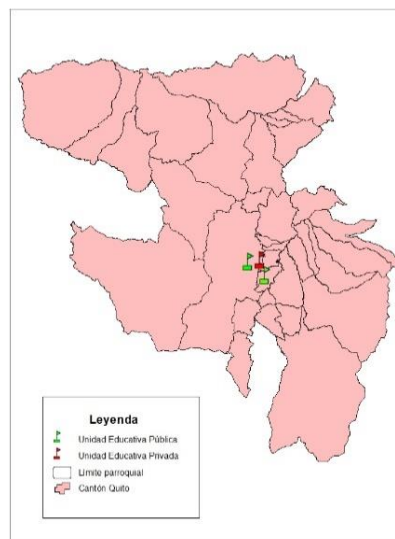 Leyenda
Unidad Educativa Pública
Unidad Educativa Privada
Límite parroquial
Cantón Quito